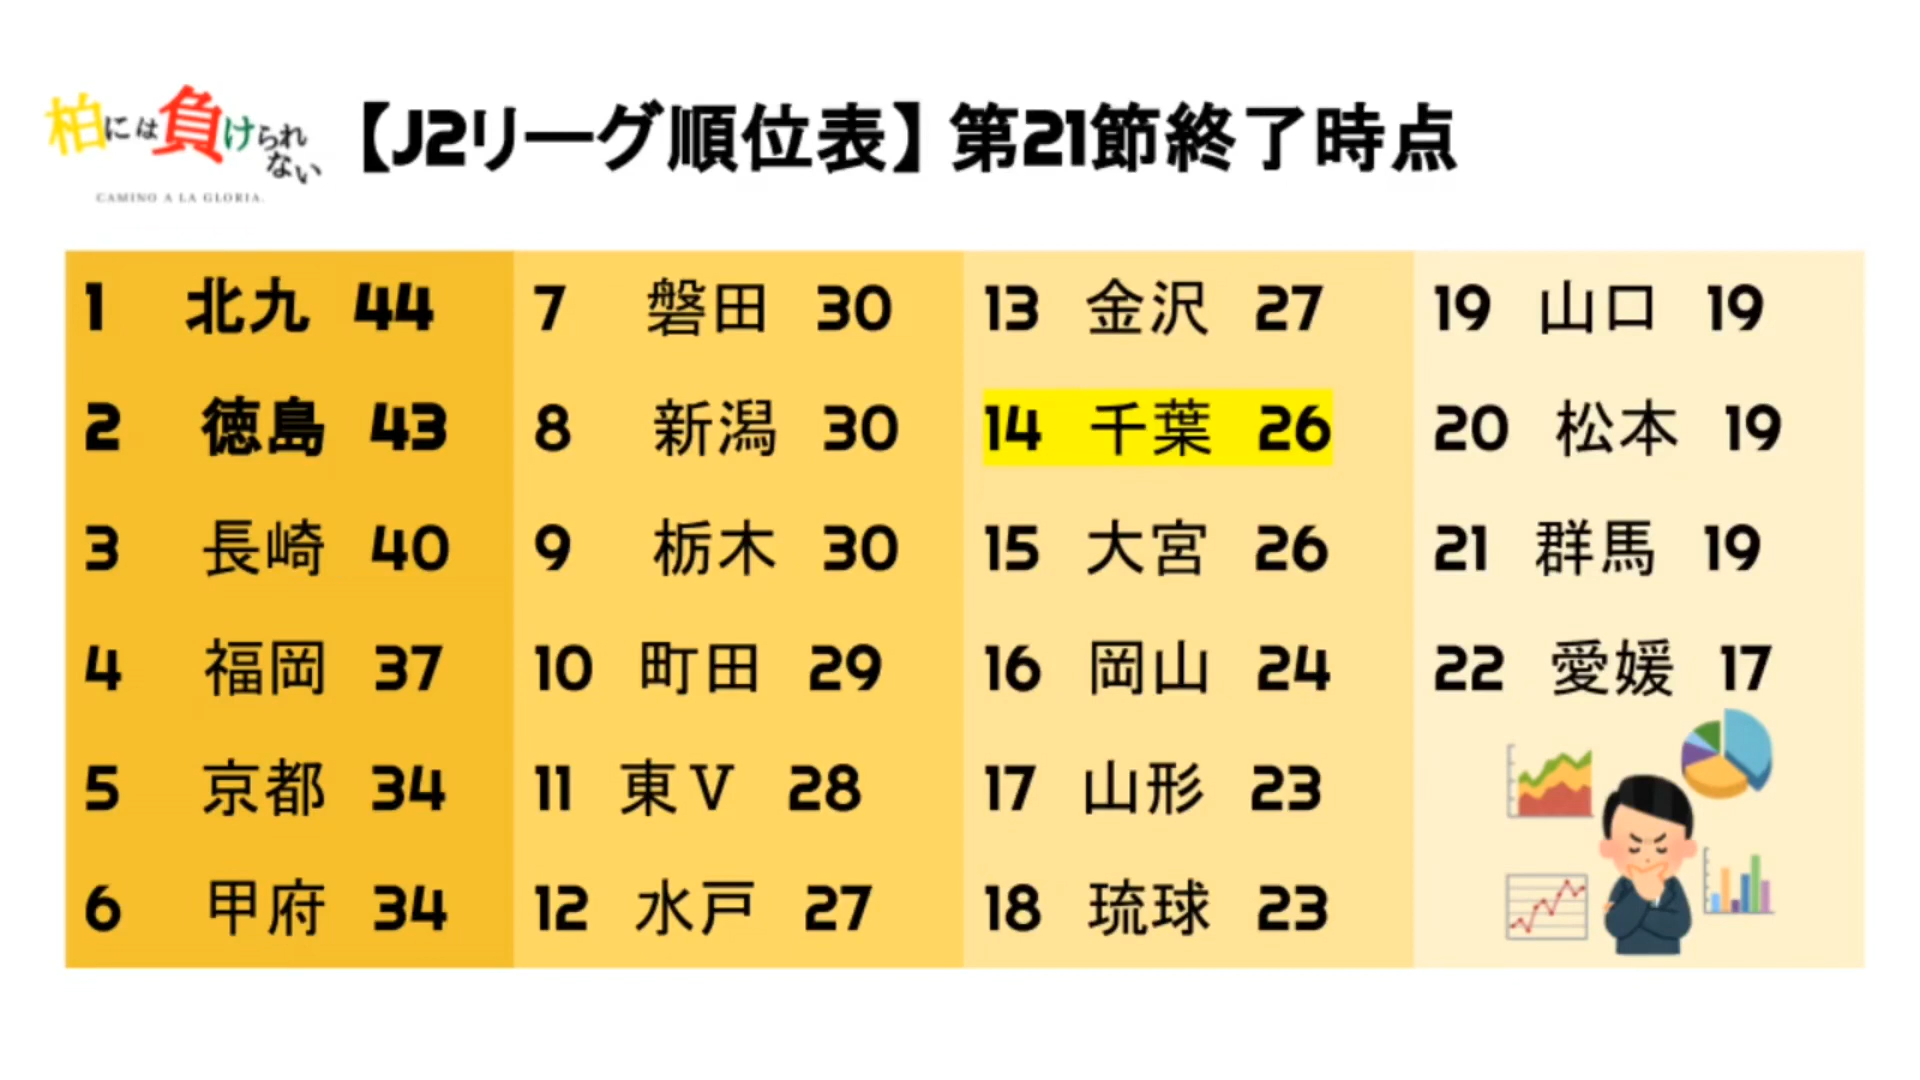 柏には負けられない
CAMINO A LA GLORIA.
【J2リーグ順位表】第21節終了時点
1 北九 44
2 徳島 43
3 長崎 40
4 福岡 37
5 京都 34
6 甲府 34
7 磐田 30
8 新潟 30
9 栃木 30
10 町田 29
11 東V 28
12 水戸 27
13 金沢 27
14 千葉 26
15 大宮 26
16 岡山 24
17 山形 23
18 琉球 23
19 山口 19
20 松本 19
21 群馬 19
22 愛媛 17